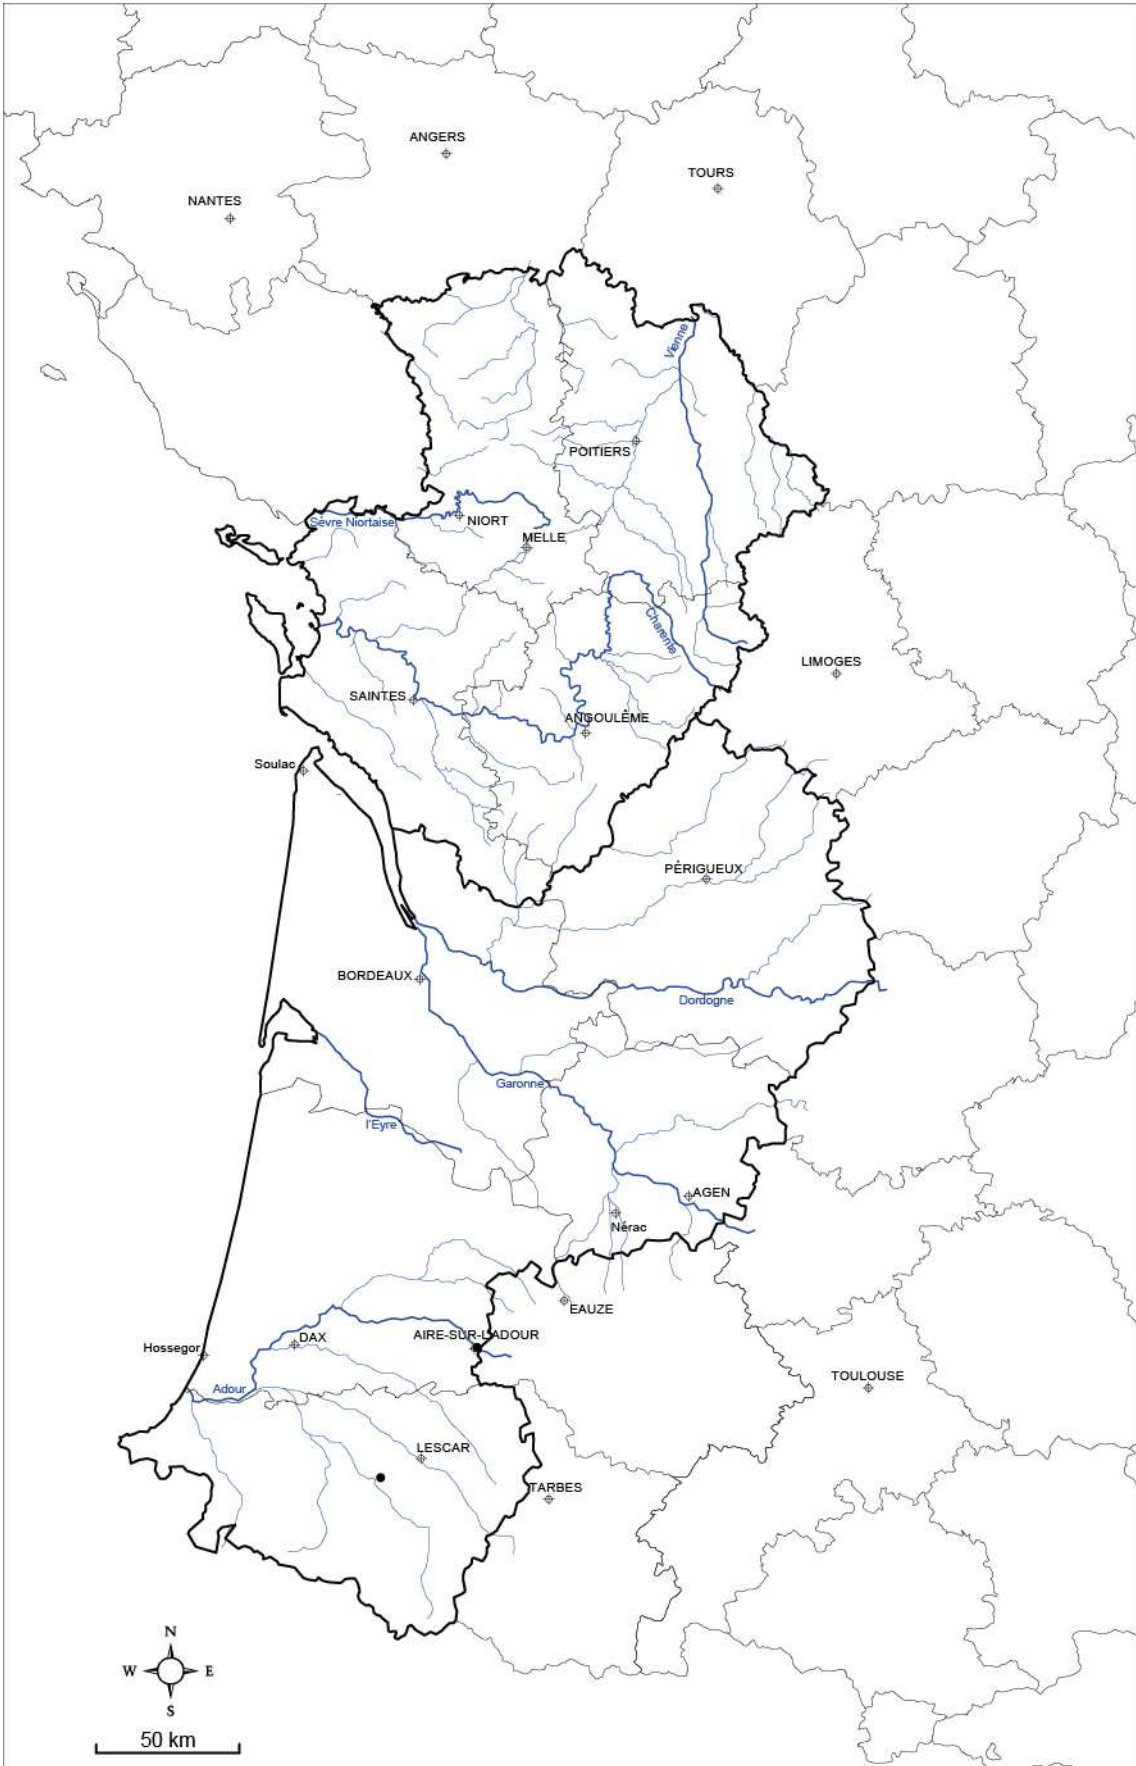 ANGERS
TOURS
NANTES
Vienne
POITIERS
Sèvre Niortaise
NIORT
MELLE
Charente
LIMOGES
SAINTES
ANGOULÊME
Soulac
PÉRIGUEUX
BORDEAUX
Dordogne
Garonne
l'Eyre
AGEN
Nérac
EAUZE
AIRE-SUR-L'ADOUR
DAX
Hossegor
TOULOUSE
Adour
LESCAR
TARBES
N
W E
S
50 km